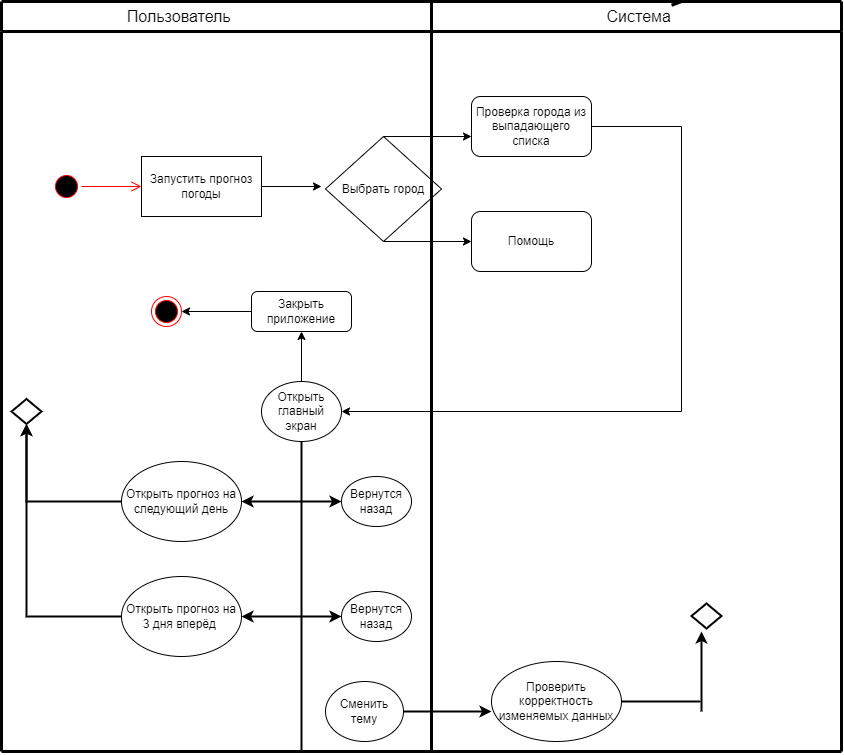 Пользователь
Система
Проверка города из
выпадающего
списка
Запустить прогноз
погоды
Выбрать город
Помощь
Закрыть
приложение
Открыть
главный
экран
Открыть прогноз на
следующий день
Вернутся
назад
Открыть прогноз на
3 дня вперёд
Вернутся
назад
Сменить
тему
Проверить
корректность
изменяемых данных